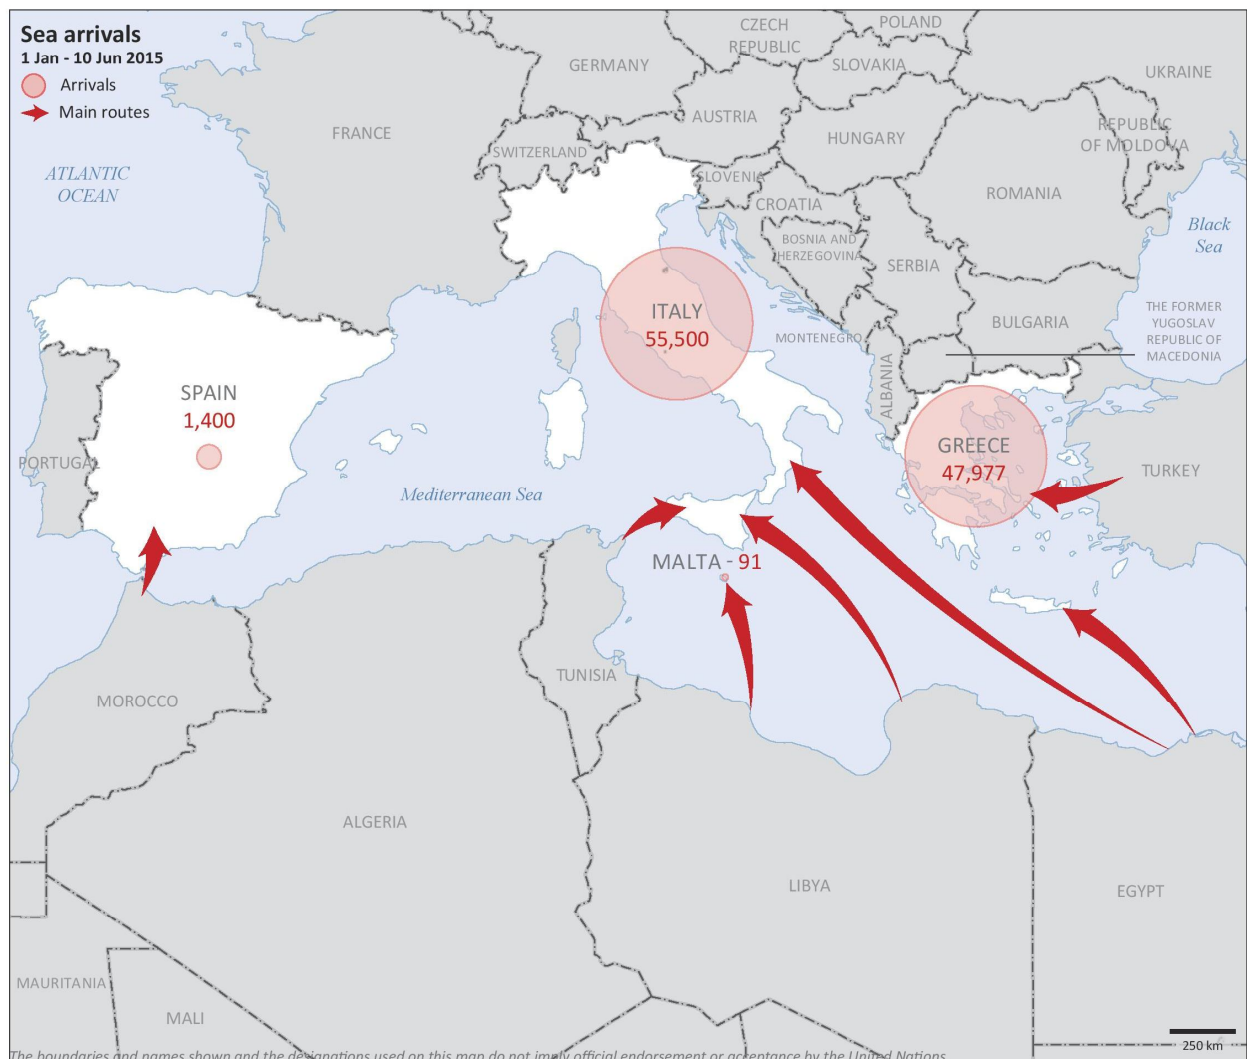 Sea arrivals
1 Jan - 10 Jun 2015
Arrivals
Main routes
ATLANTIC
OCEAN
FRANCE
GERMANY
CZECH
REPUBLIC
POLAND
SLOVAKIA
UKRAINE
AUSTRIA
SWITZERLAND
HUNGARY
REPUBLIC
OF MOLDOVA
SLOVENIA
CROATIA
ROMANIA
BOSNIA AND
HERZEGOVINA
SERBIA
Black
Sea
ITALY
55,500
MONTENEGRO
BULGARIA
THE FORMER
YUGOSLAV
REPUBLIC OF
MACEDONIA
ALBANIA
SPAIN
1,400
PORTUGAL
GREECE
47,977
TURKEY
Mediterranean Sea
MALTA - 91
MOROCCO
TUNISIA
ALGERIA
LIBYA
EGYPT
MAURITANIA
MALI
250 km
The boundaries and names shown and the designations used on this map do not imply official endorsement or acceptance by the United Nations